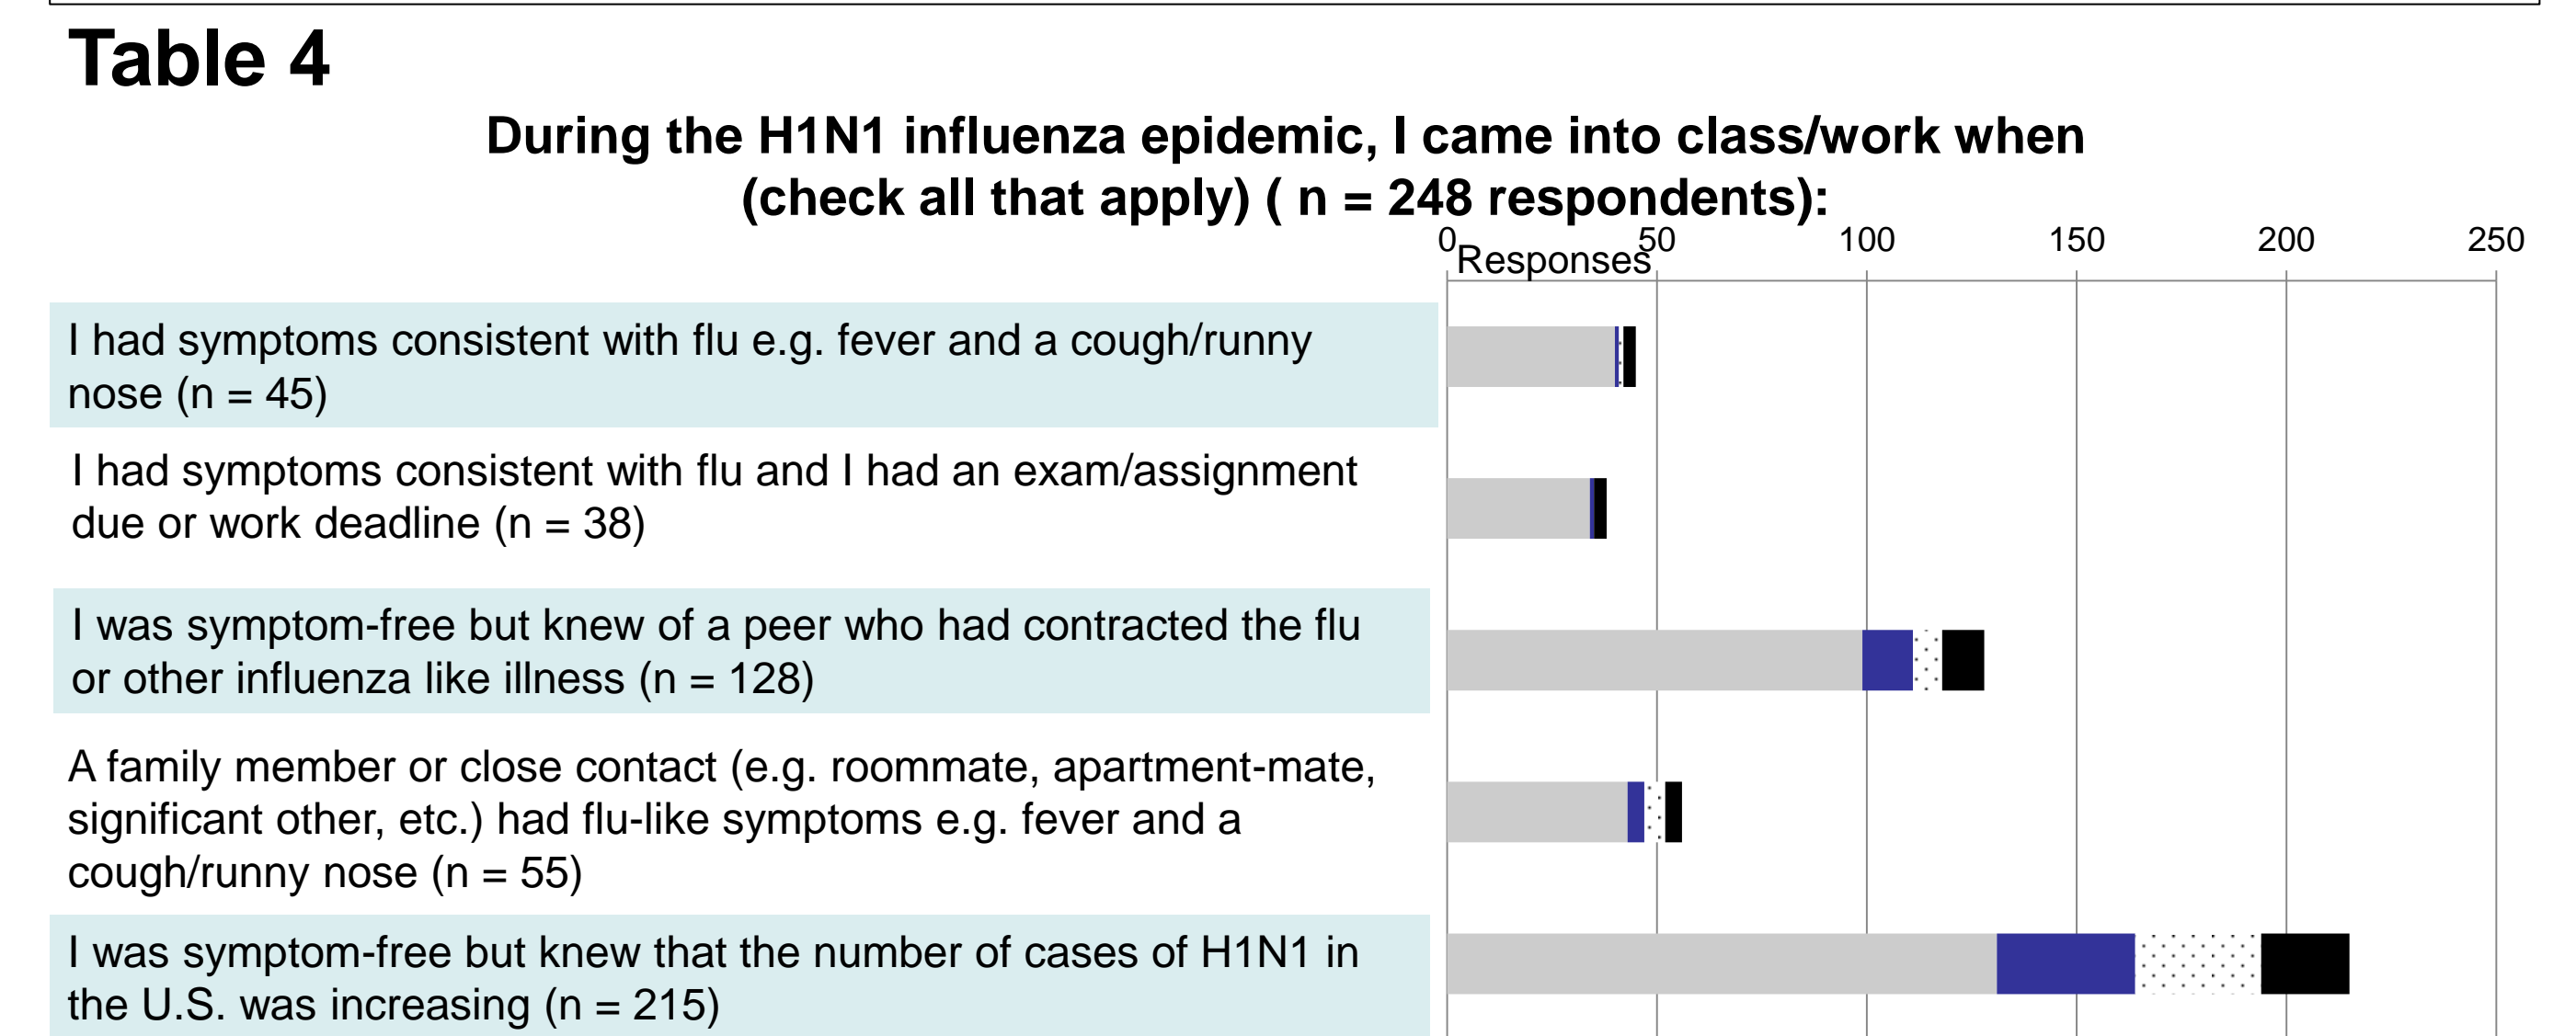 Table 4
During the H1N1 influenza epidemic, I came into class/work when
(check all that apply) ( n = 248 respondents):
0 50 100 150 200 250
Responses
I had symptoms consistent with flu e.g. fever and a cough/runny
nose (n = 45)
I had symptoms consistent with flu and I had an exam/assignment
due or work deadline (n = 38)
I was symptom-free but knew of a peer who had contracted the flu
or other influenza like illness (n = 128)
A family member or close contact (e.g. roommate, apartment-mate,
significant other, etc.) had flu-like symptoms e.g. fever and a
cough/runny nose (n = 55)
I was symptom-free but knew that the number of cases of H1N1 in
the U.S. was increasing (n = 215)